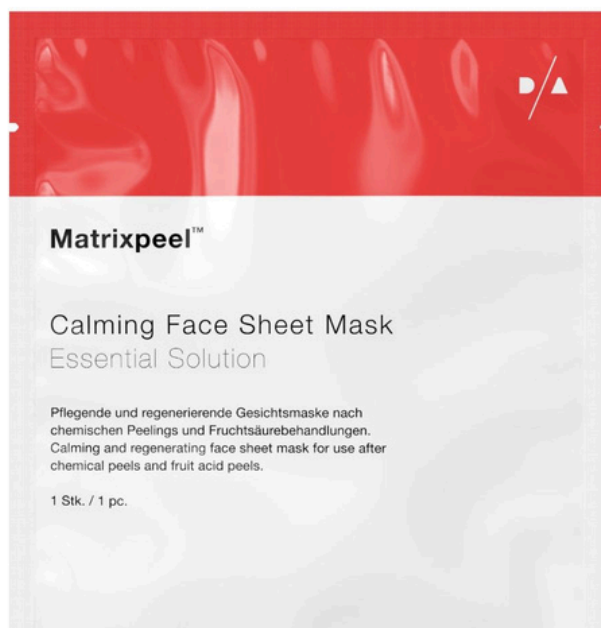 D/A
Matrixpeel™
Calming Face Sheet Mask
Essential Solution
Pflegende und regenerierende Gesichtsmaske nach
chemischen Peelings und Fruchtsäurebehandlungen.
Calming and regenerating face sheet mask for use after
chemical peels and fruit acid peels.
1 Stk. / 1 pc.